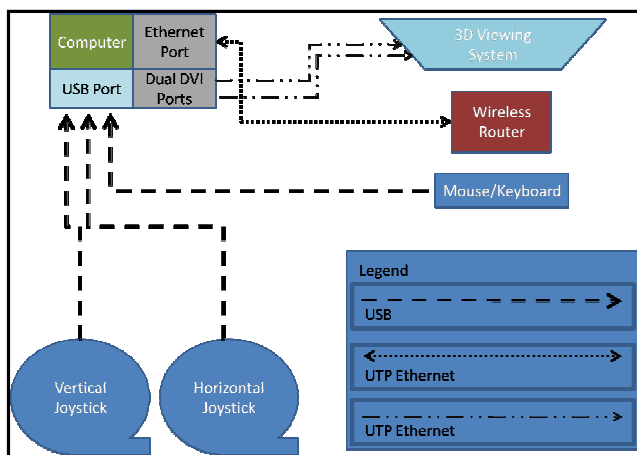 Computer
Ethernet
Port
USB Port
Dual DVI
Ports
3D Viewing
System
Wireless
Router
Mouse/Keyboard
Legend
USB
UTP Ethernet
UTP Ethernet
Vertical
Joystick
Horizontal
Joystick